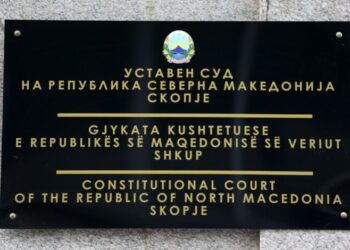 УСТАВЕН СУД
НА РЕПУБЛИКА СЕВЕРНА МАКЕДОНИЈА
СКОПЈЕ
GJYKATA KUSHTETUESE
E REPUBLIKËS SË MAQEDONISË SË VERIUT
SHKUP
CONSTITUTIONAL COURT
OF THE REPUBLIC OF NORTH MACEDONIA
SKOPJE